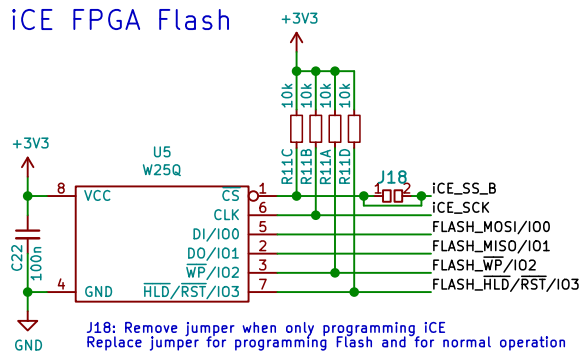 iCE FPGA Flash
+3V3
10k 10k 10k 10k
R11C R11B R11A R11D
+3V3
U5
W25Q
J18
1 2
8 VCC CS 1 iCE_SS_B
CLK 6 iCE_SCK
DI/IO0 5 FLASH_MOSI/IO0
DO/IO1 2 FLASH_MISO/IO1
WP/IO2 3 FLASH_WP/IO2
4 GND HLD/RST/IO3 7 FLASH_HLD/RST/IO3
C22
100n
GND
J18: Remove jumper when only programming iCE
Replace jumper for programming Flash and for normal operation